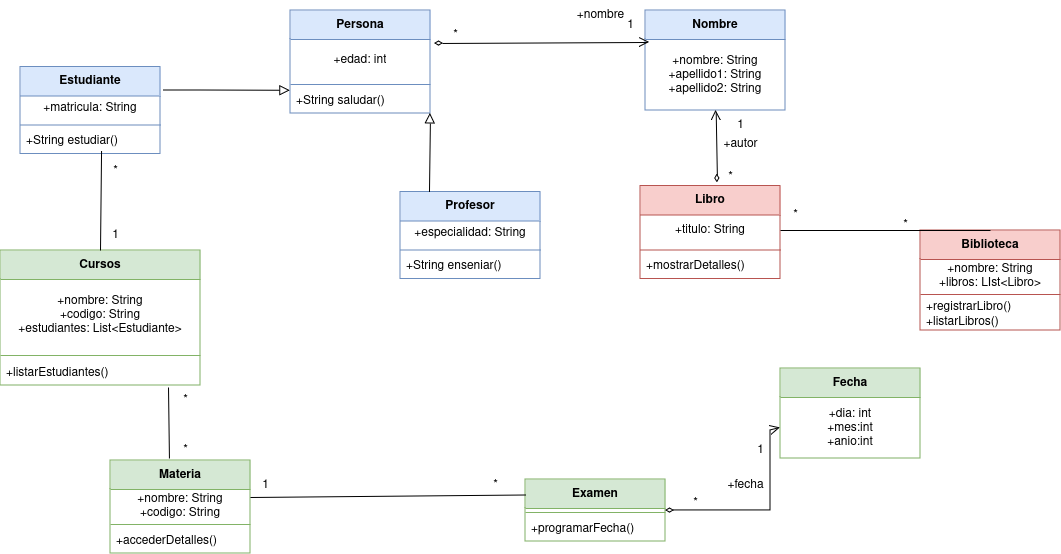 Persona
+edad: int
+String saludar()
*
+nombre
1
Nombre
+nombre: String
+apellido1: String
+apellido2: String
Estudiante
+matricula: String
+String estudiar()
*
1
1
+autor
*
Profesor
+especialidad: String
+String enseniar()
Libro
+titulo: String
+mostrarDetalles()
*
*
Biblioteca
+nombre: String
+libros: LIst<Libro>
+registrarLibro()
+listarLibros()
Cursos
+nombre: String
+codigo: String
+estudiantes: List<Estudiante>
+listarEstudiantes()
*
*
Materia
+nombre: String
+codigo: String
+accederDetalles()
1
*
Examen
+programarFecha()
*
+fecha
1
Fecha
+dia: int
+mes:int
+anio:int